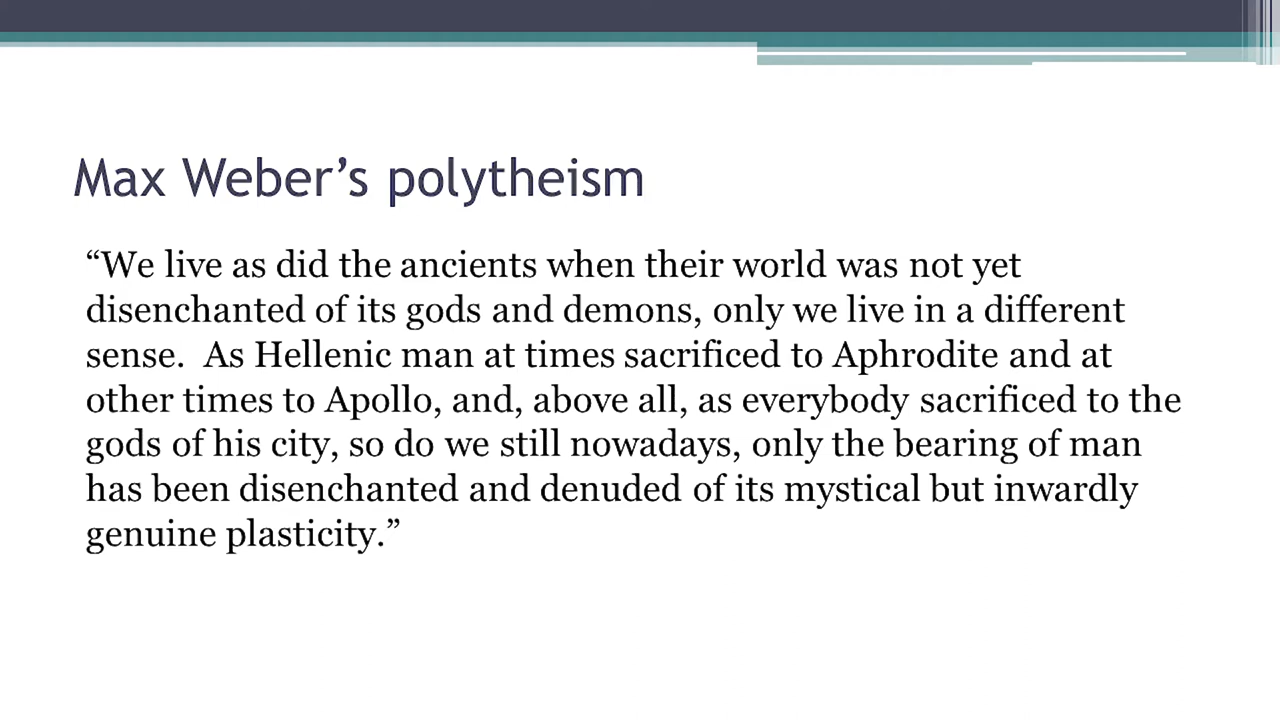 Max Weber’s polytheism
“We live as did the ancients when their world was not yet
disenchanted of its gods and demons, only we live in a different
sense.  As Hellenic man at times sacrificed to Aphrodite and at
other times to Apollo, and, above all, as everybody sacrificed to the
gods of his city, so do we still nowadays, only the bearing of man
has been disenchanted and denuded of its mystical but inwardly
genuine plasticity.”